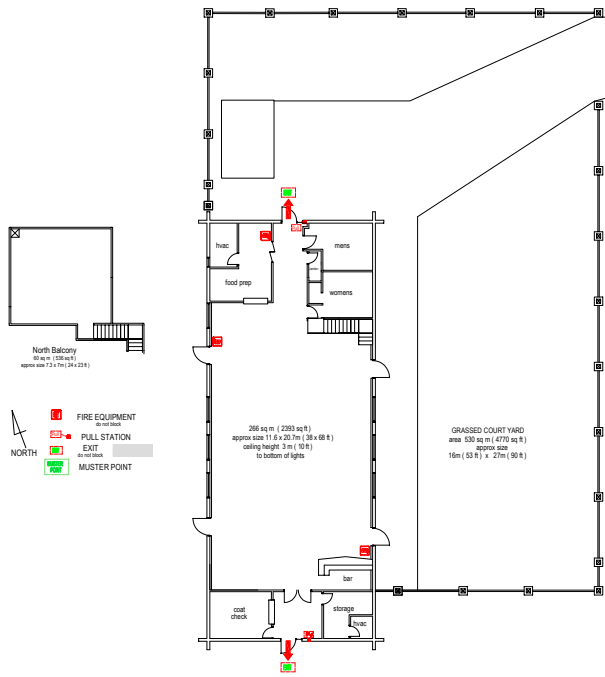 EXIT
PULL
hvac
mens
food prep
womens
North Balcony
60 sq m ( 536 sq ft )
approx size 7.3 x 7m ( 24 x 23 ft )
NORTH
FIRE EQUIPMENT
do not block
PULL STATION
EXIT
do not block
MUSTER
POINT
MUSTER POINT
266 sq m ( 2393 sq ft )
approx size 11.6 x 20.7m ( 38 x 68 ft )
ceiling height 3 m ( 10 ft )
to bottom of lights
GRASSED COURT YARD
area 530 sq m ( 4770 sq ft )
approx size
16m ( 53 ft ) x 27m ( 90 ft )
bar
coat
check
storage
hvac
EXIT